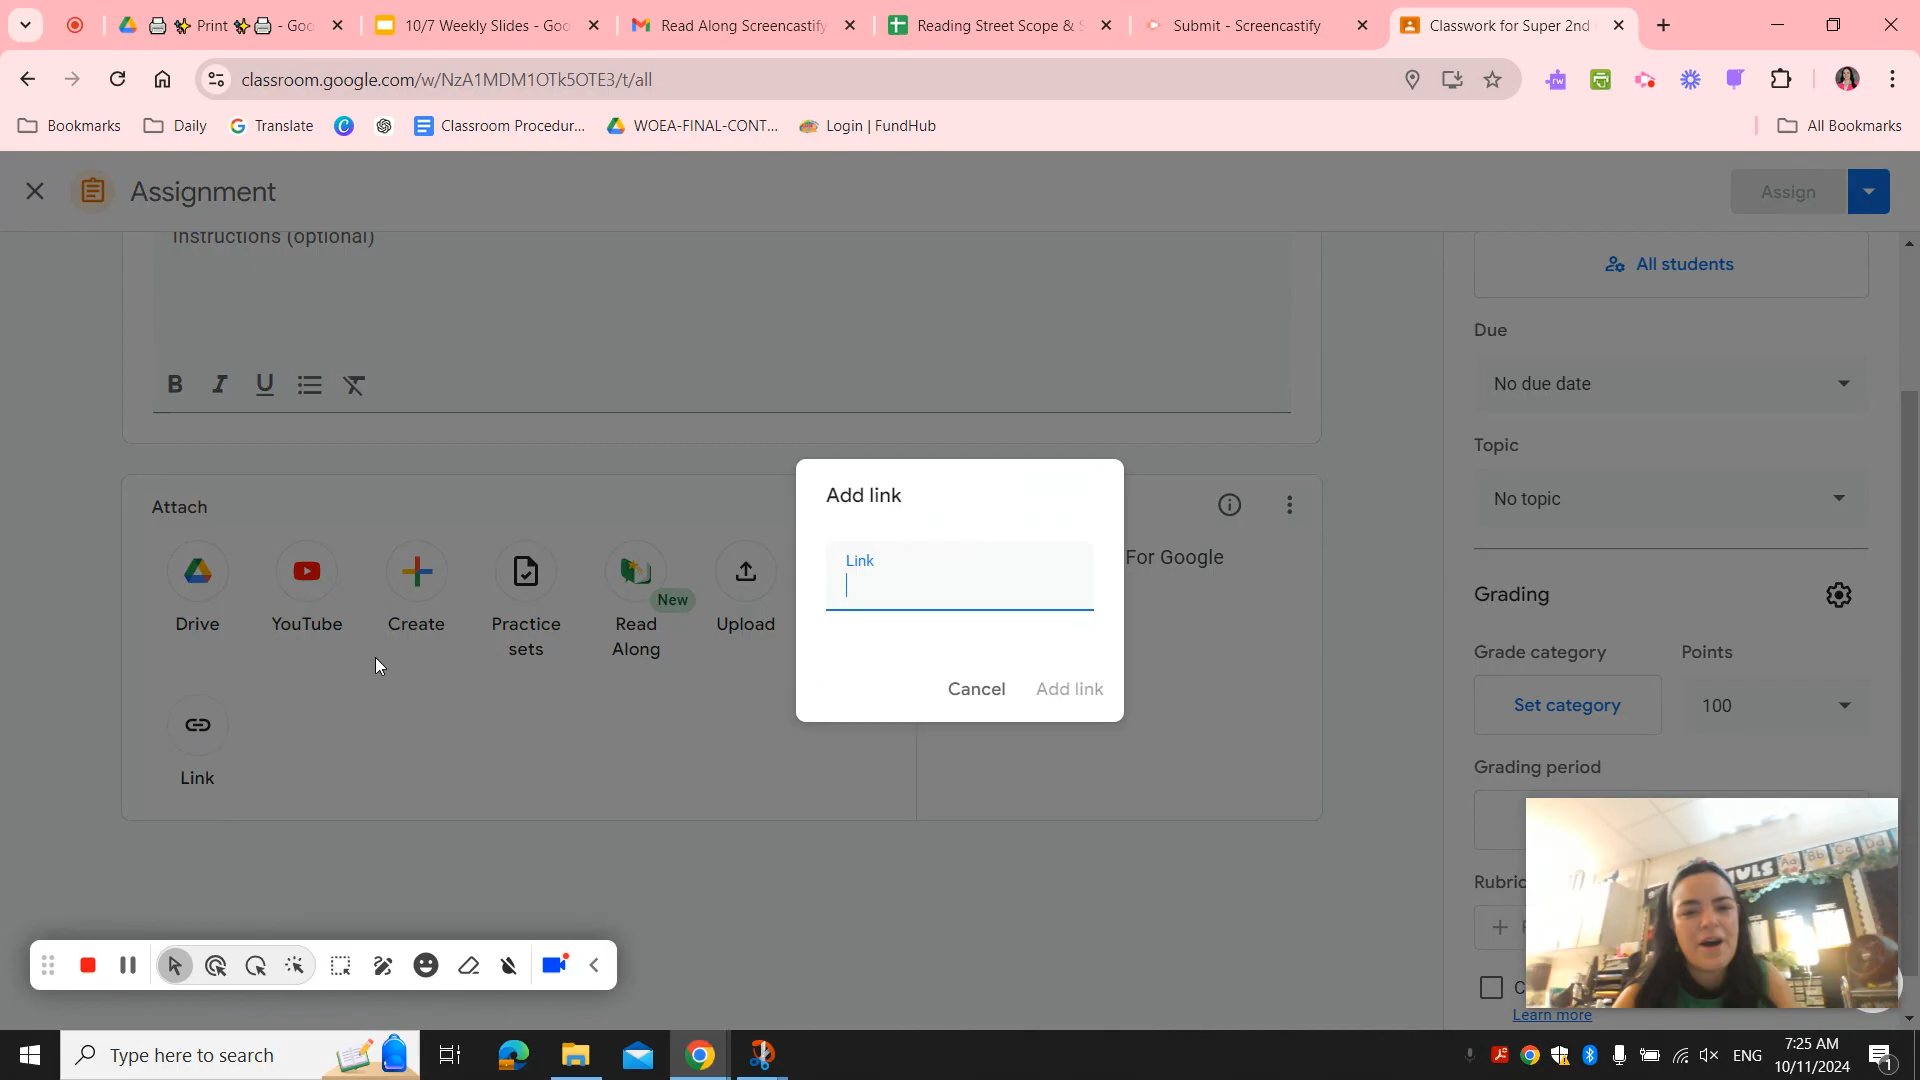 🖨 ✨ Print ✨🖨 - Goo
10/7 Weekly Slides - Goo
Read Along Screencastify
Reading Street Scope & S
Submit - Screencastify
Classwork for Super 2nd
classroom.google.com/w/NzA1MDM1OTk5OTE3/t/all
Bookmarks
Daily
Translate
Classroom Procedur...
WOEA-FINAL-CONT...
Login | FundHub
All Bookmarks
Assignment
Assign
Instructions (optional)
All students
Due
No due date
Topic
No topic
Attach
Add link
Link
For Google
Drive
YouTube
Create
Practice
sets
New
Read
Along
Upload
Cancel
Add link
Link
Grading
Grade category
Points
Set category
100
Grading period
Rubric
Learn more
Type here to search
ENG
7:25 AM
10/11/2024
1